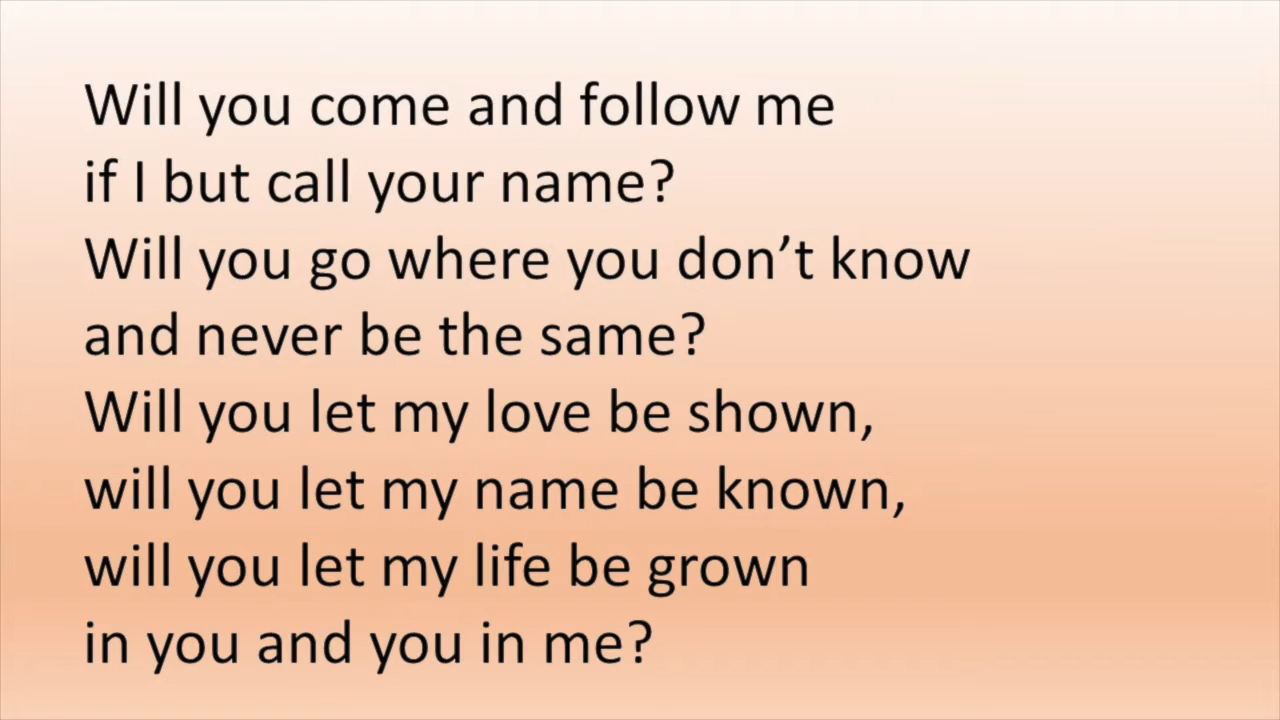 Will you come and follow me
if I but call your name?
Will you go where you don’t know
and never be the same?
Will you let my love be shown,
will you let my name be known,
will you let my life be grown
in you and you in me?